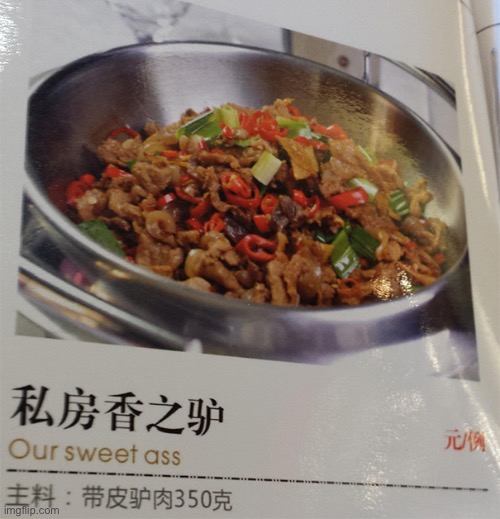 私房香之驴
元/例
Our sweet ass
主料：带皮驴肉350克
imgflip.com